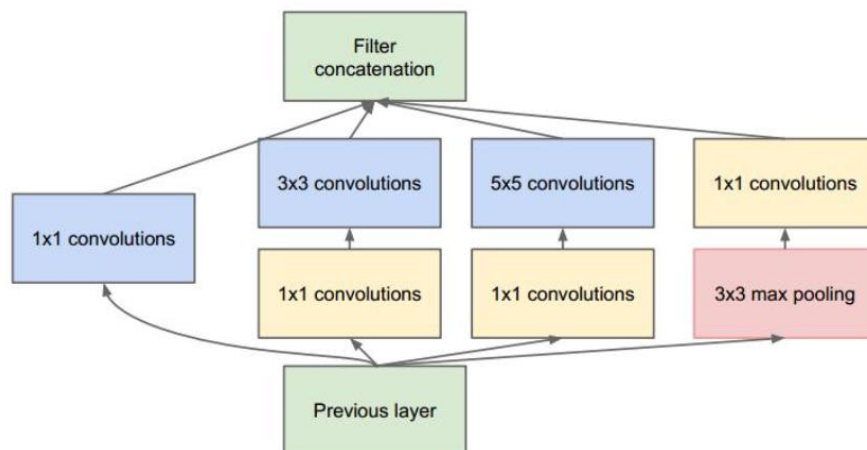 Filter
concatenation
3x3 convolutions
5x5 convolutions
1x1 convolutions
1x1 convolutions
1x1 convolutions
1x1 convolutions
3x3 max pooling
Previous layer